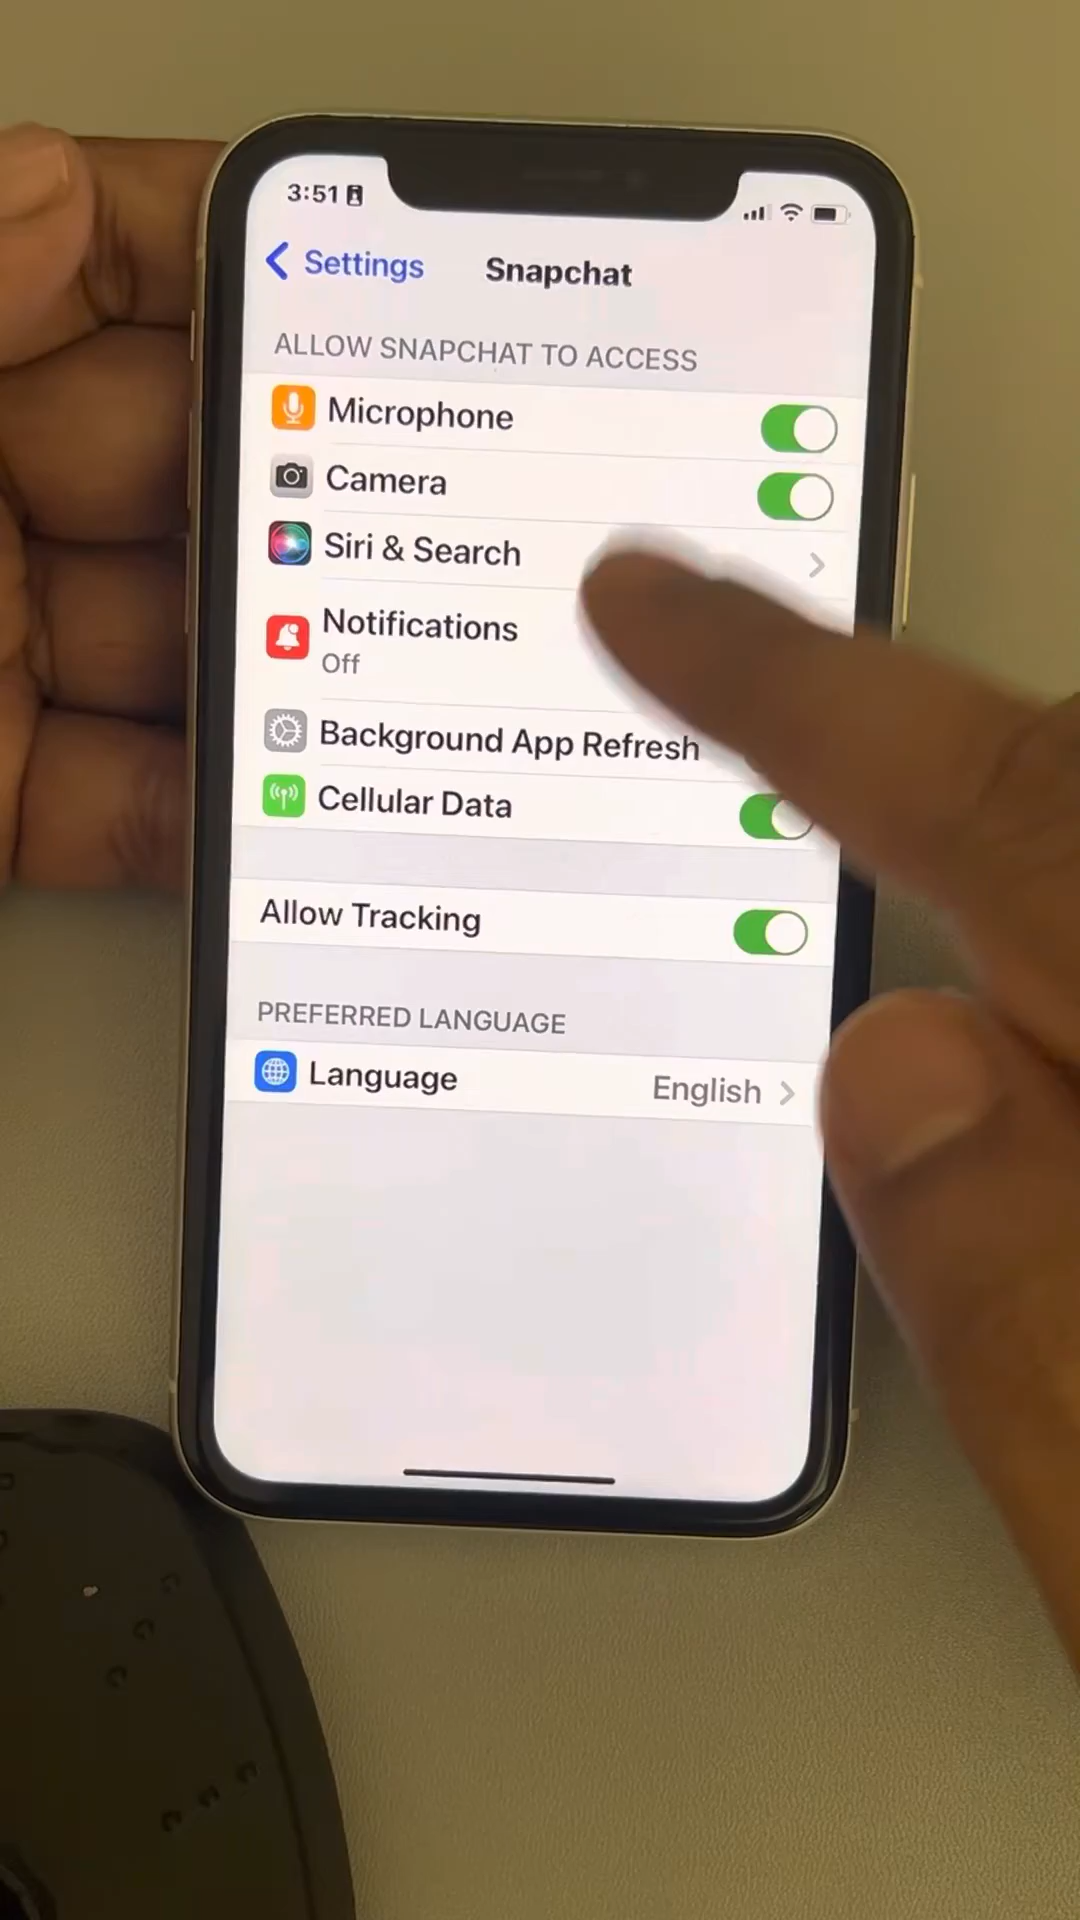 3:51
Settings
Snapchat
ALLOW SNAPCHAT TO ACCESS
Microphone
Camera
Siri & Search
Notifications
Off
Background App Refresh
Cellular Data
Allow Tracking
PREFERRED LANGUAGE
Language English